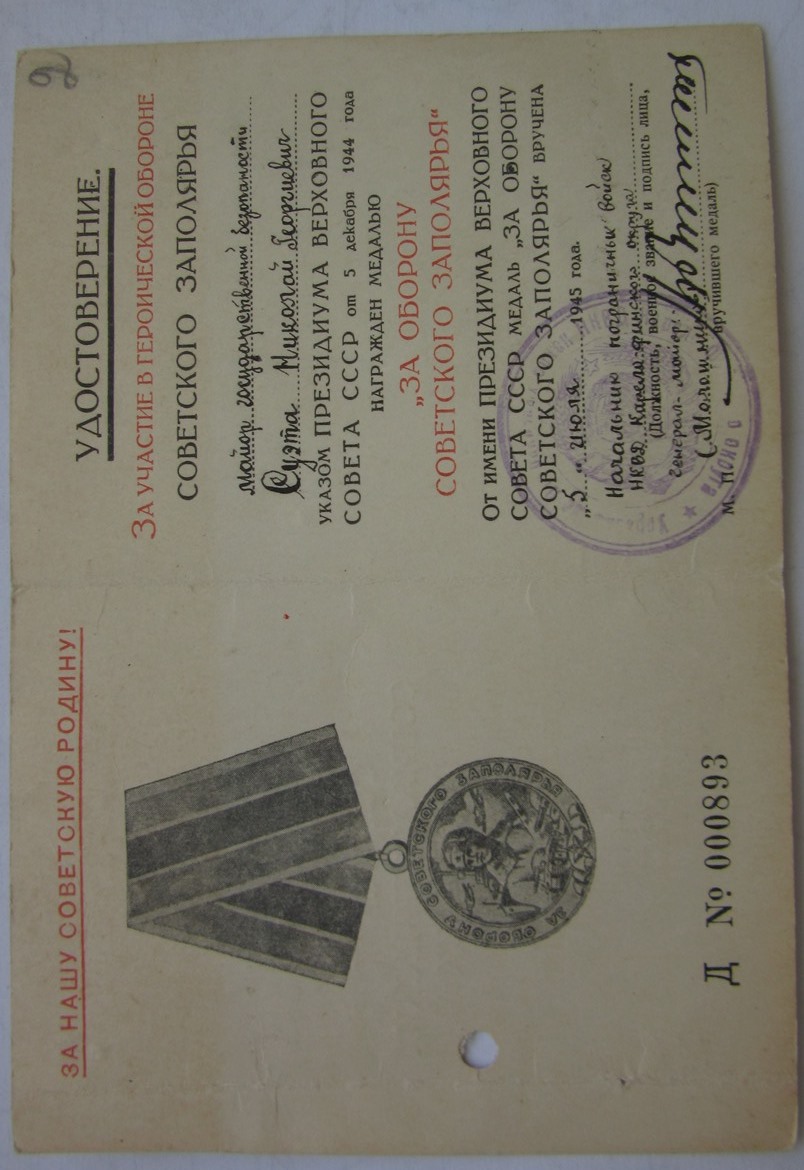 ЗА НАШУ СОВЕТСКУЮ РОДИНУ!
ЗА ОБОРОНУ СОВЕТСКОГО ЗАПОЛЯРЬЯ
Д № 000893
УДОСТОВЕРЕНИЕ.
ЗА УЧАСТИЕ В ГЕРОИЧЕСКОЙ ОБОРОНЕ
СОВЕТСКОГО ЗАПОЛЯРЬЯ
майор государственной безопасности
Суэта Николай Георгиевич
УКАЗОМ ПРЕЗИДИУМА ВЕРХОВНОГО
СОВЕТА СССР от 5 декабря 1944 года
НАГРАЖДЕН МЕДАЛЬЮ
„ЗА ОБОРОНУ
СОВЕТСКОГО ЗАПОЛЯРЬЯ“
ОТ ИМЕНИ ПРЕЗИДИУМА ВЕРХОВНОГО
СОВЕТА СССР МЕДАЛЬ „ЗА ОБОРОНУ
СОВЕТСКОГО ЗАПОЛЯРЬЯ“ ВРУЧЕНА
„5“ июля 1945 года.
Начальник пограничных войск
НКВД Карело-финского округа
(Должность, военное звание и подпись лица,
генерал-майор:
М. П. вручившего медаль)